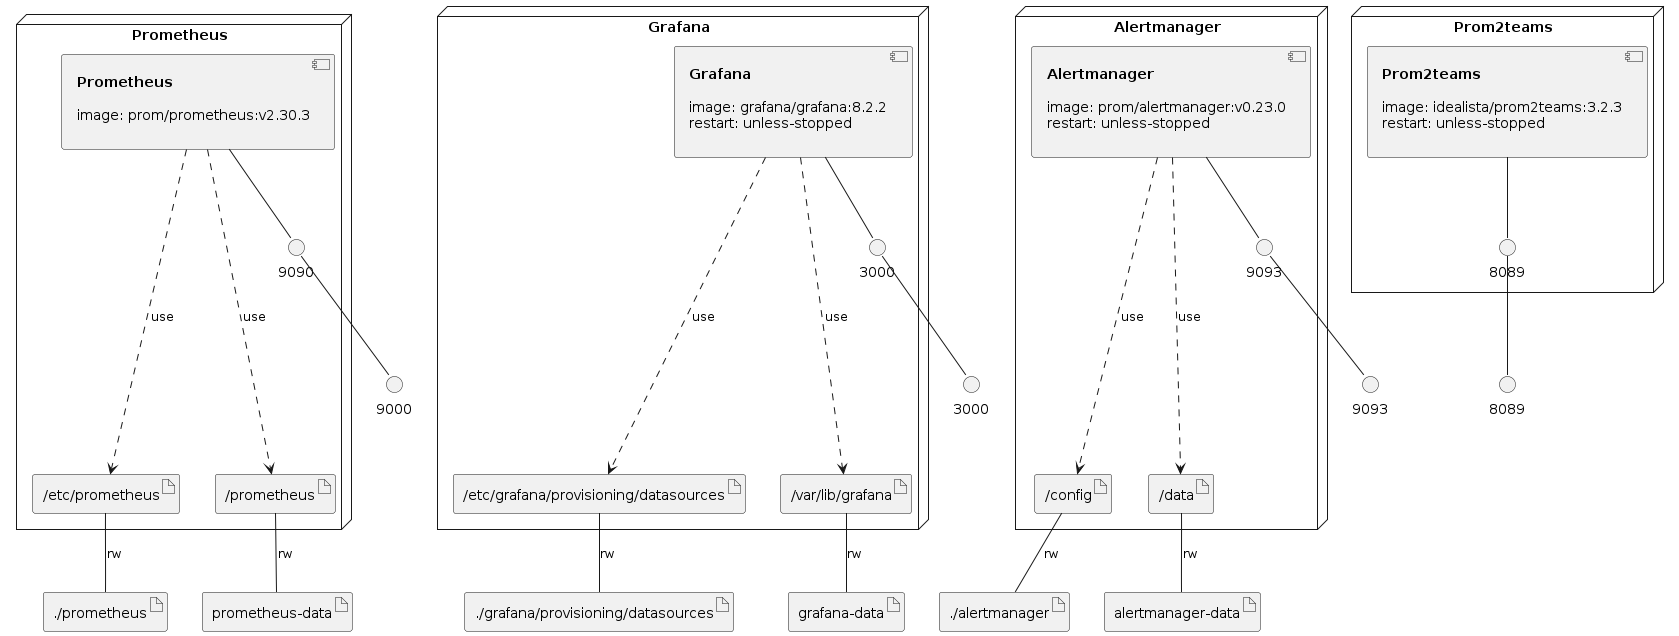 Prometheus
Prometheus
image: prom/prometheus:v2.30.3
9090
use
use
9000
/etc/prometheus
/prometheus
rw
rw
./prometheus
prometheus-data
Grafana
Grafana
image: grafana/grafana:8.2.2
restart: unless-stopped
3000
use
use
3000
/etc/grafana/provisioning/datasources
/var/lib/grafana
rw
rw
./grafana/provisioning/datasources
grafana-data
Alertmanager
Alertmanager
image: prom/alertmanager:v0.23.0
restart: unless-stopped
9093
use
use
9093
/config
/data
rw
rw
./alertmanager
alertmanager-data
Prom2teams
Prom2teams
image: idealista/prom2teams:3.2.3
restart: unless-stopped
8089
8089